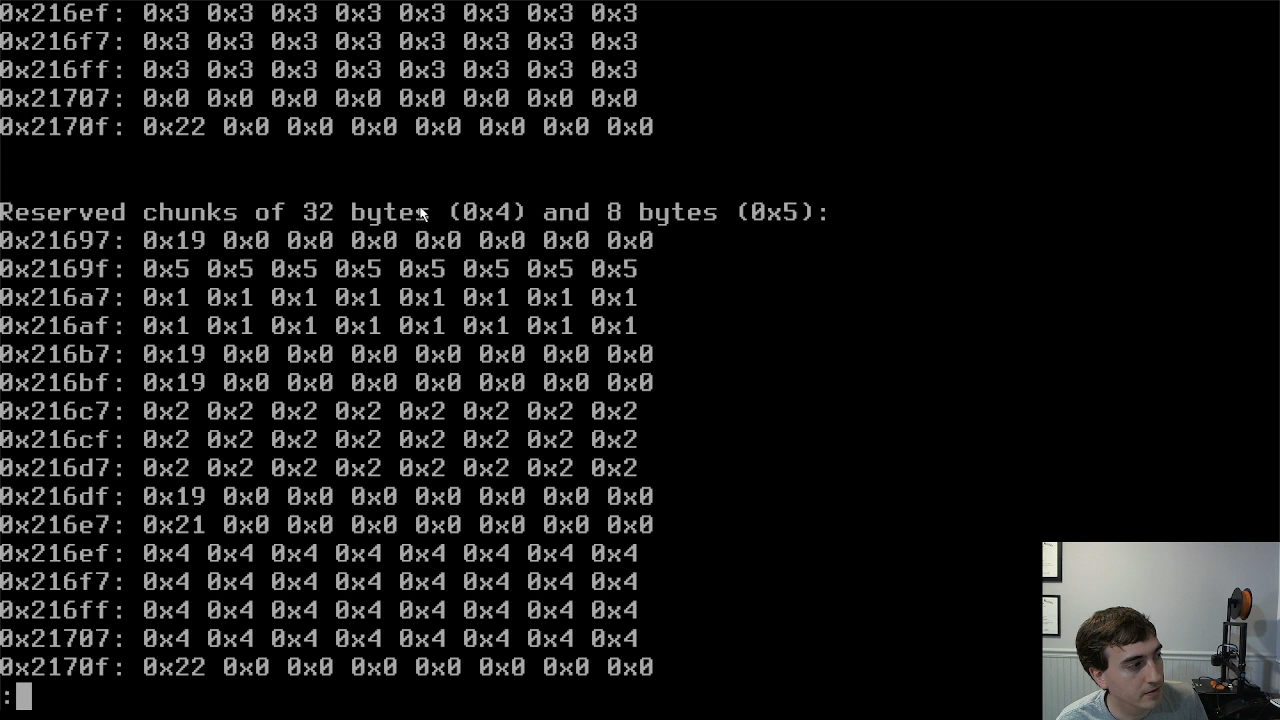 0x216ef: 0x3 0x3 0x3 0x3 0x3 0x3 0x3 0x3
0x216f7: 0x3 0x3 0x3 0x3 0x3 0x3 0x3 0x3
0x216ff: 0x3 0x3 0x3 0x3 0x3 0x3 0x3 0x3
0x21707: 0x0 0x0 0x0 0x0 0x0 0x0 0x0 0x0
0x2170f: 0x22 0x0 0x0 0x0 0x0 0x0 0x0 0x0
Reserved chunks of 32 bytes (0x4) and 8 bytes (0x5):
0x21697: 0x19 0x0 0x0 0x0 0x0 0x0 0x0 0x0
0x2169f: 0x5 0x5 0x5 0x5 0x5 0x5 0x5 0x5
0x216a7: 0x1 0x1 0x1 0x1 0x1 0x1 0x1 0x1
0x216af: 0x1 0x1 0x1 0x1 0x1 0x1 0x1 0x1
0x216b7: 0x19 0x0 0x0 0x0 0x0 0x0 0x0 0x0
0x216bf: 0x19 0x0 0x0 0x0 0x0 0x0 0x0 0x0
0x216c7: 0x2 0x2 0x2 0x2 0x2 0x2 0x2 0x2
0x216cf: 0x2 0x2 0x2 0x2 0x2 0x2 0x2 0x2
0x216d7: 0x2 0x2 0x2 0x2 0x2 0x2 0x2 0x2
0x216df: 0x19 0x0 0x0 0x0 0x0 0x0 0x0 0x0
0x216e7: 0x21 0x0 0x0 0x0 0x0 0x0 0x0 0x0
0x216ef: 0x4 0x4 0x4 0x4 0x4 0x4 0x4 0x4
0x216f7: 0x4 0x4 0x4 0x4 0x4 0x4 0x4 0x4
0x216ff: 0x4 0x4 0x4 0x4 0x4 0x4 0x4 0x4
0x21707: 0x4 0x4 0x4 0x4 0x4 0x4 0x4 0x4
0x2170f: 0x22 0x0 0x0 0x0 0x0 0x0 0x0 0x0
: